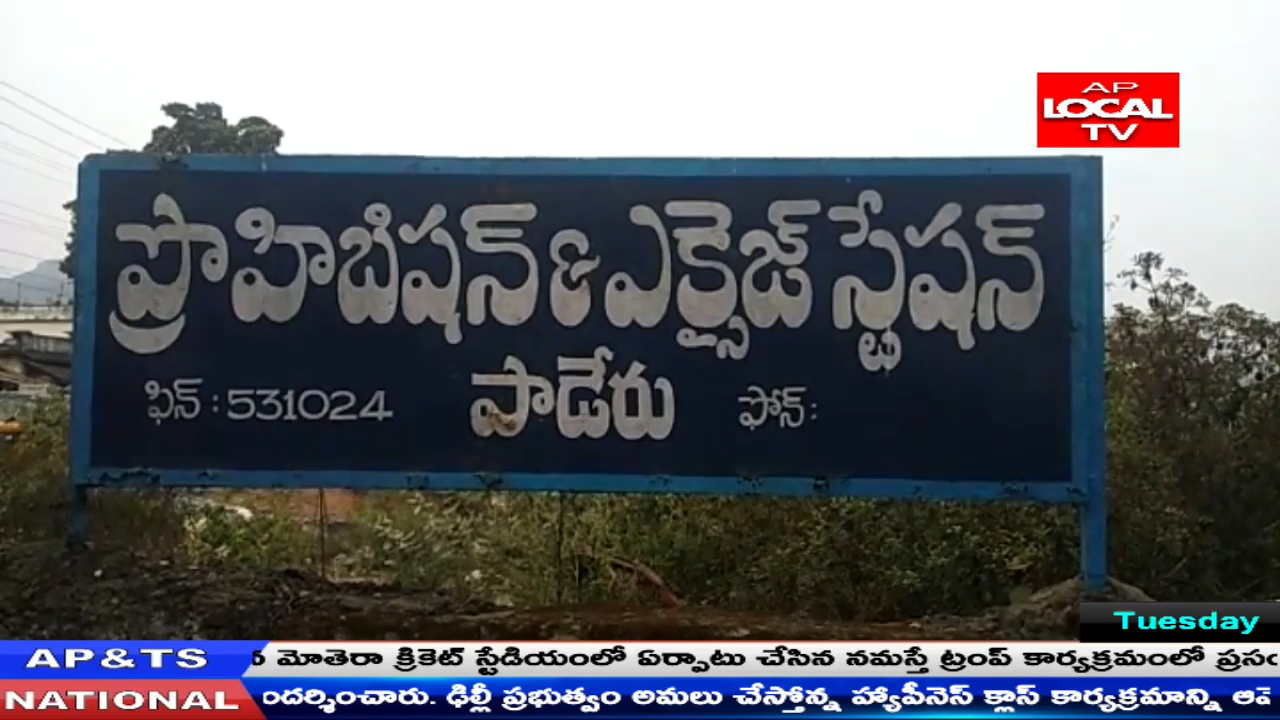 AP
LOCAL
TV
ప్రొహిబిషన్ & ఎక్సైజ్ స్టేషన్
పాడేరు
ఫిన్ : 531024
ఫోన్ :
Tuesday
AP&TS
మోతెరా క్రికెట్ స్టేడియంలో ఏర్పాటు చేసిన నమస్తే ట్రంప్ కార్యక్రమంలో
NATIONAL
ందర్శించారు. ఢిల్లీ ప్రభుత్వం అమలు చేస్తోన్న హ్యాపీనెస్ క్లాస్ కార్యక్రమాన్ని